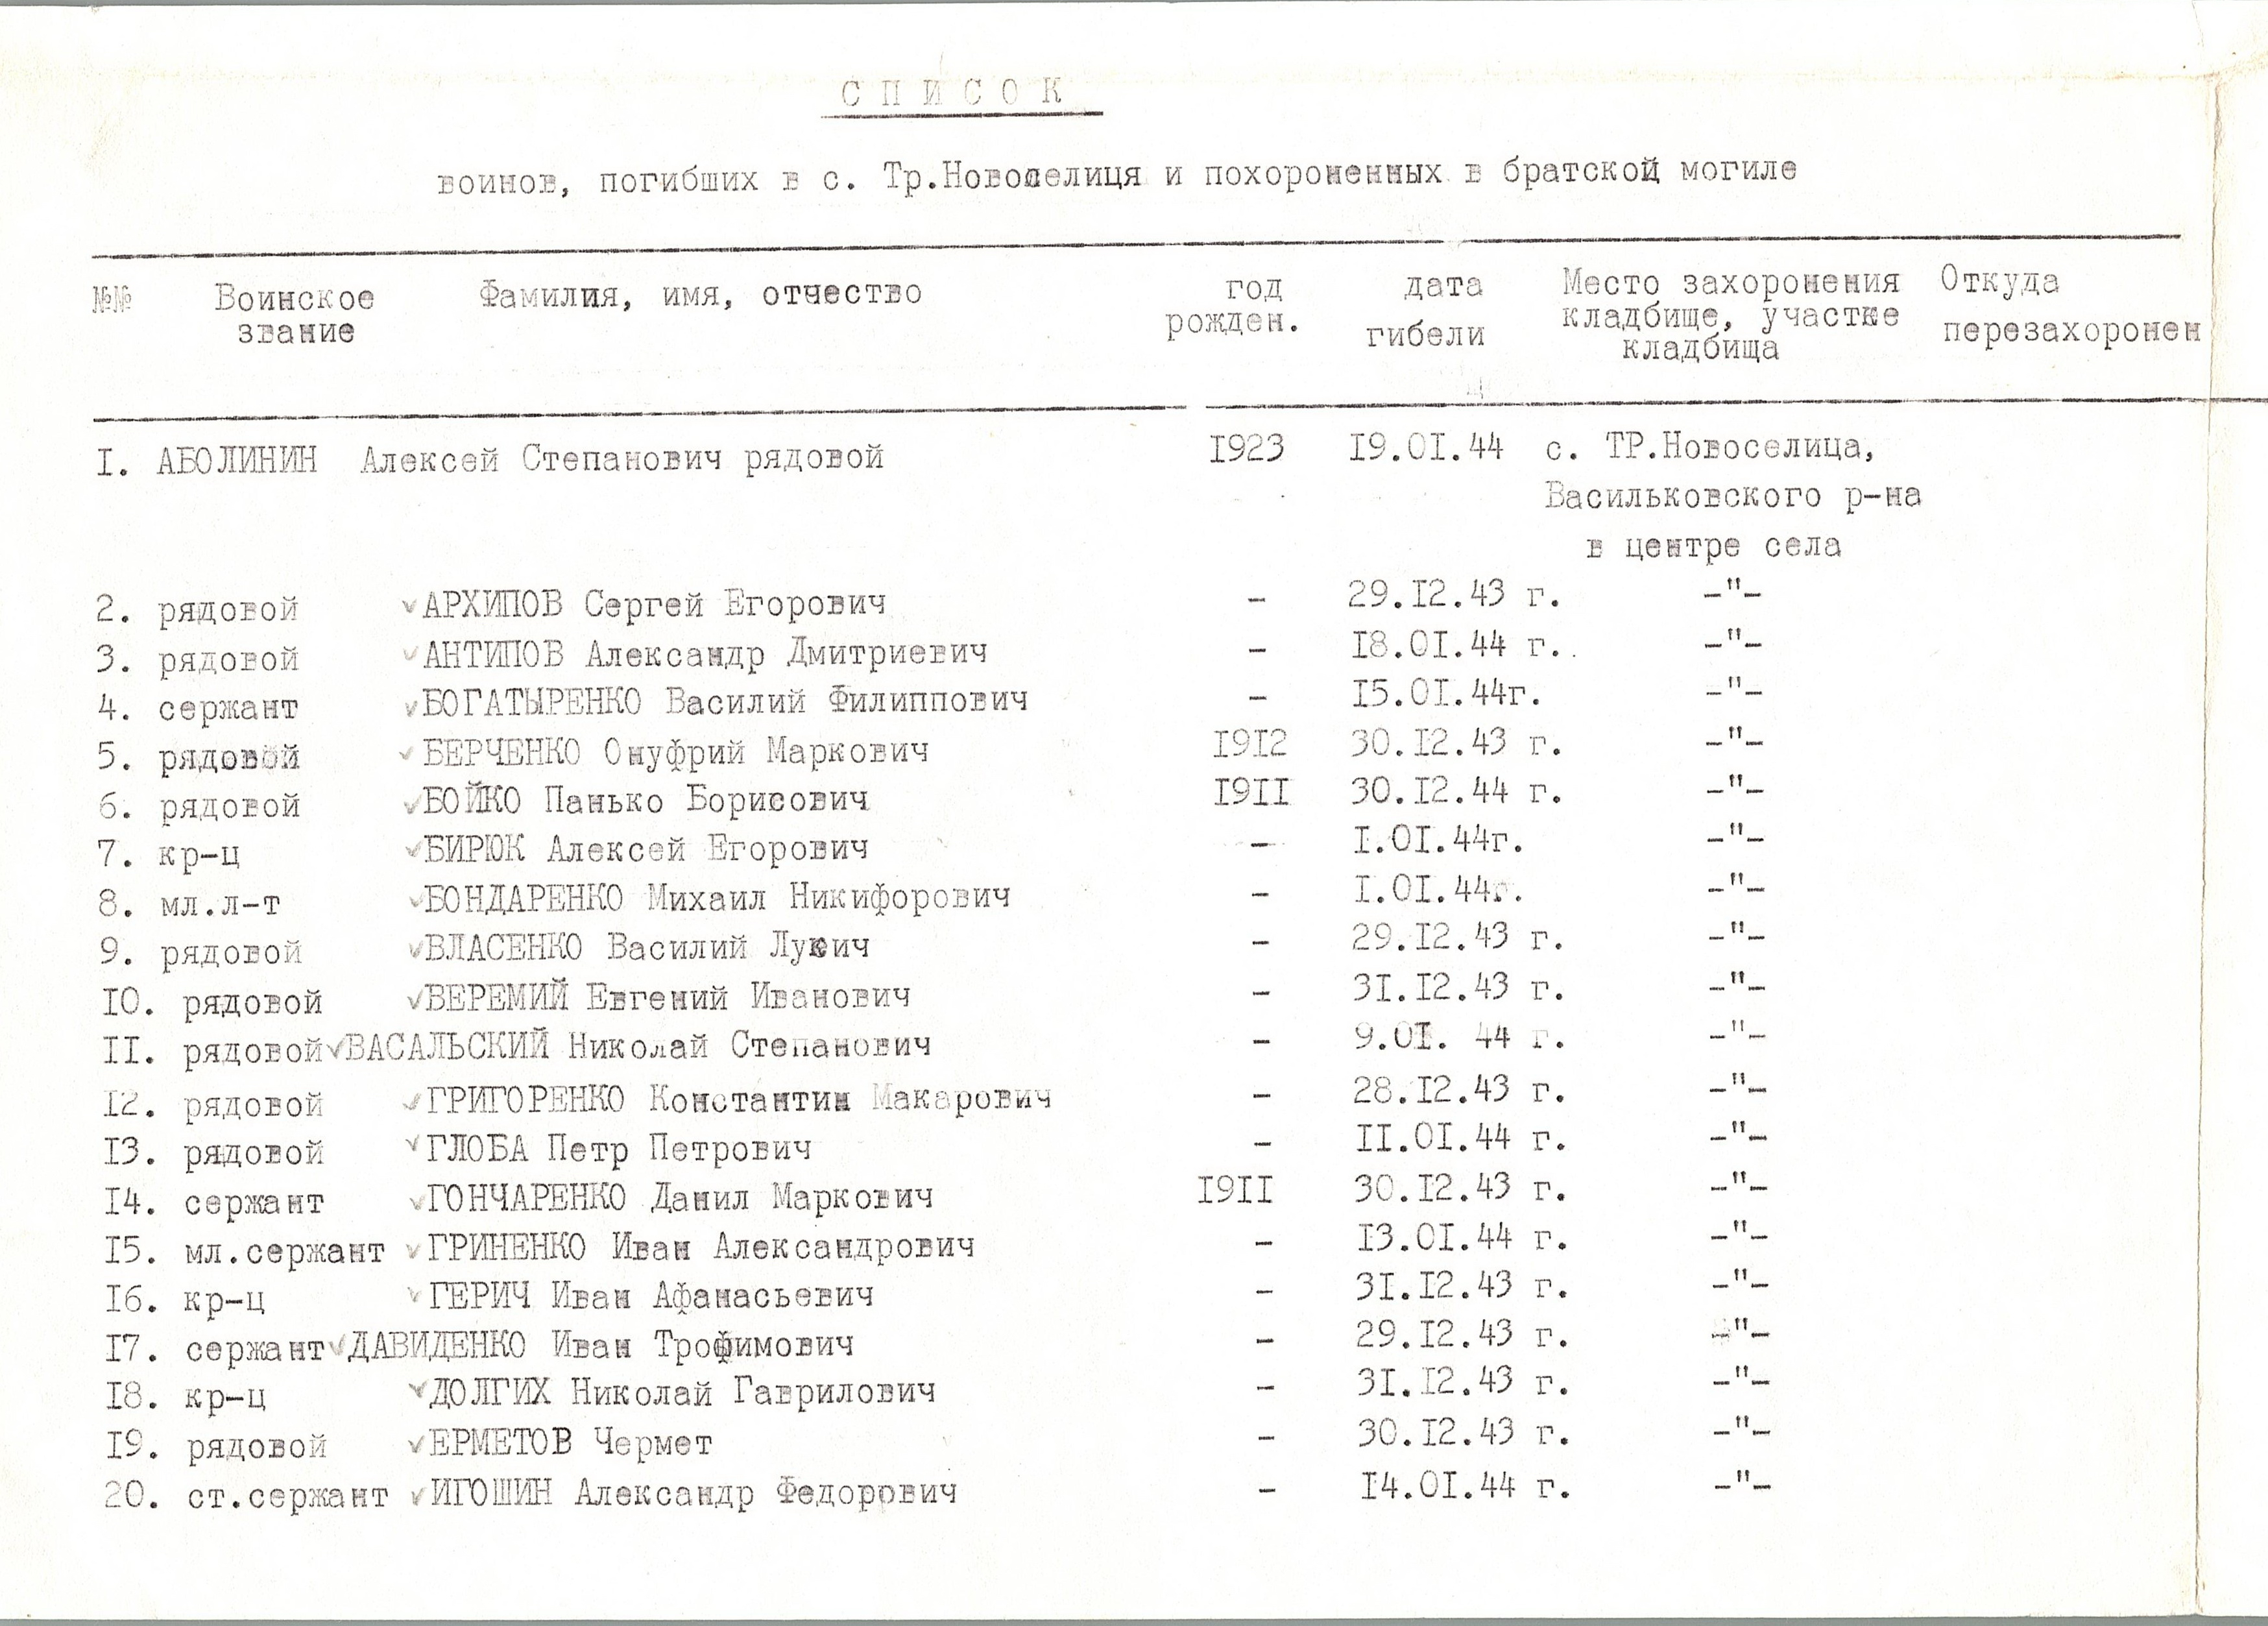 СПИСОК
воинов, погибших в с. Тр.Новоселиця и похороненных в братской могиле
№№ Воинское звание Фамилия, имя, отчество год рожден. дата гибели Место захоронения кладбище, участке кладбища Откуда перезахоронен
I. АБОЛИНИН Алексей Степанович рядовой I923 I9.0I.44 с. ТР.Новоселица,
Васильковского р-на
в центре села
2. рядовой АРХИПОВ Сергей Егорович - 29.I2.43 г. -"-
3. рядовой АНТИПОВ Александр Дмитриевич - I8.0I.44 г. -"-
4. сержант БОГАТЫРЕНКО Василий Филиппович - I5.0I.44г. -"-
5. рядовой БЕРЧЕНКО Онуфрий Маркович I9I2 30.I2.43 г. -"-
6. рядовой БОЙКО Панько Борисович I9II 30.I2.44 г. -"-
7. кр-ц БИРЮК Алексей Егорович - I.0I.44г. -"-
8. мл.л-т БОНДАРЕНКО Михаил Никифорович - I.0I.44г. -"-
9. рядовой ВЛАСЕНКО Василий Лукич - 29.I2.43 г. -"-
I0. рядовой ВЕРЕМИЙ Евгений Иванович - 3I.I2.43 г. -"-
II. рядовой ВАСАЛЬСКИЙ Николай Степанович - 9.0I. 44 г. -"-
I2. рядовой ГРИГОРЕНКО Константин Макарович - 28.I2.43 г. -"-
I3. рядовой ГЛОБА Петр Петрович - II.0I.44 г. -"-
I4. сержант ГОНЧАРЕНКО Данил Маркович I9II 30.I2.43 г. -"-
I5. мл.сержант ГРИНЕНКО Иван Александрович - I3.0I.44 г. -"-
I6. кр-ц ГЕРИЧ Иван Афанасьевич - 3I.I2.43 г. -"-
I7. сержант ДАВИДЕНКО Иван Трофимович - 29.I2.43 г. -"-
I8. кр-ц ДОЛГИХ Николай Гаврилович - 3I.I2.43 г. -"-
I9. рядовой ЕРМЕТОВ Чермет - 30.I2.43 г. -"-
20. ст.сержант ИГОШИН Александр Федорович - I4.0I.44 г. -"-